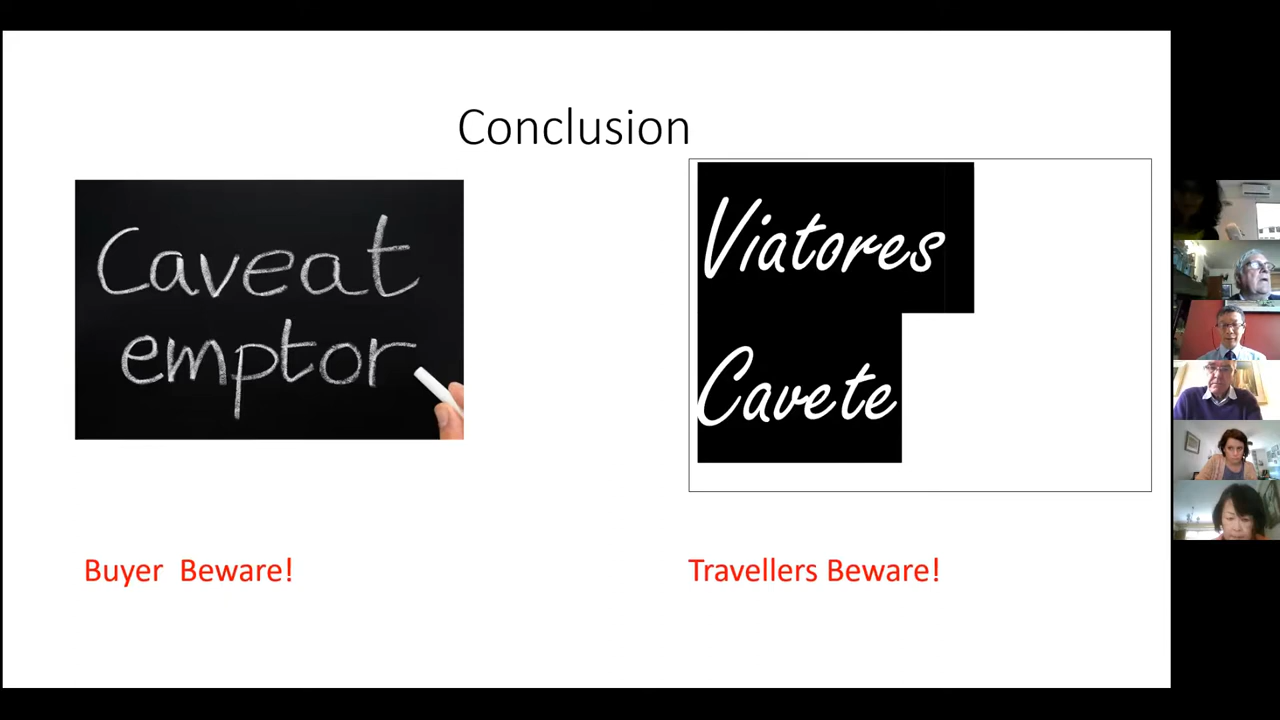 Conclusion
Caveat
emptor
Viatores
Cavete
Buyer  Beware!
Travellers Beware!